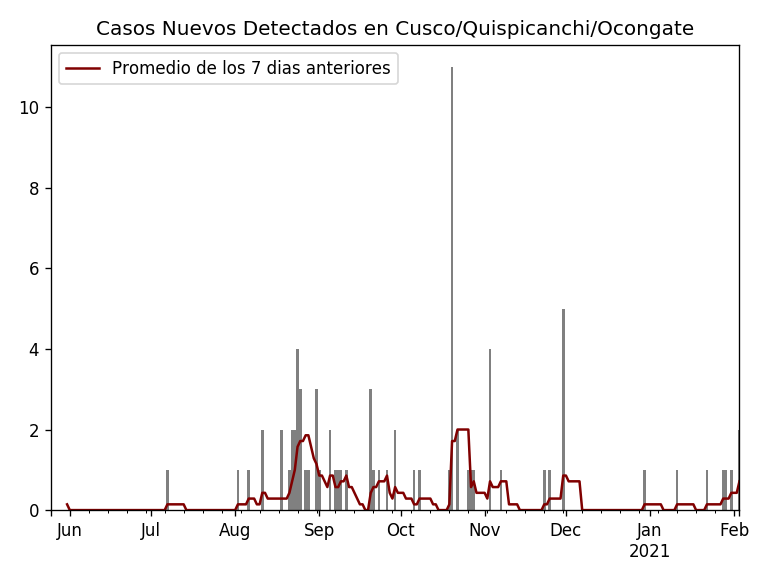 Casos Nuevos Detectados en Cusco/Quispicanchi/Ocongate
Promedio de los 7 dias anteriores
10
8
6
4
2
0
Jun Jul Aug Sep Oct Nov Dec Jan Feb
2021